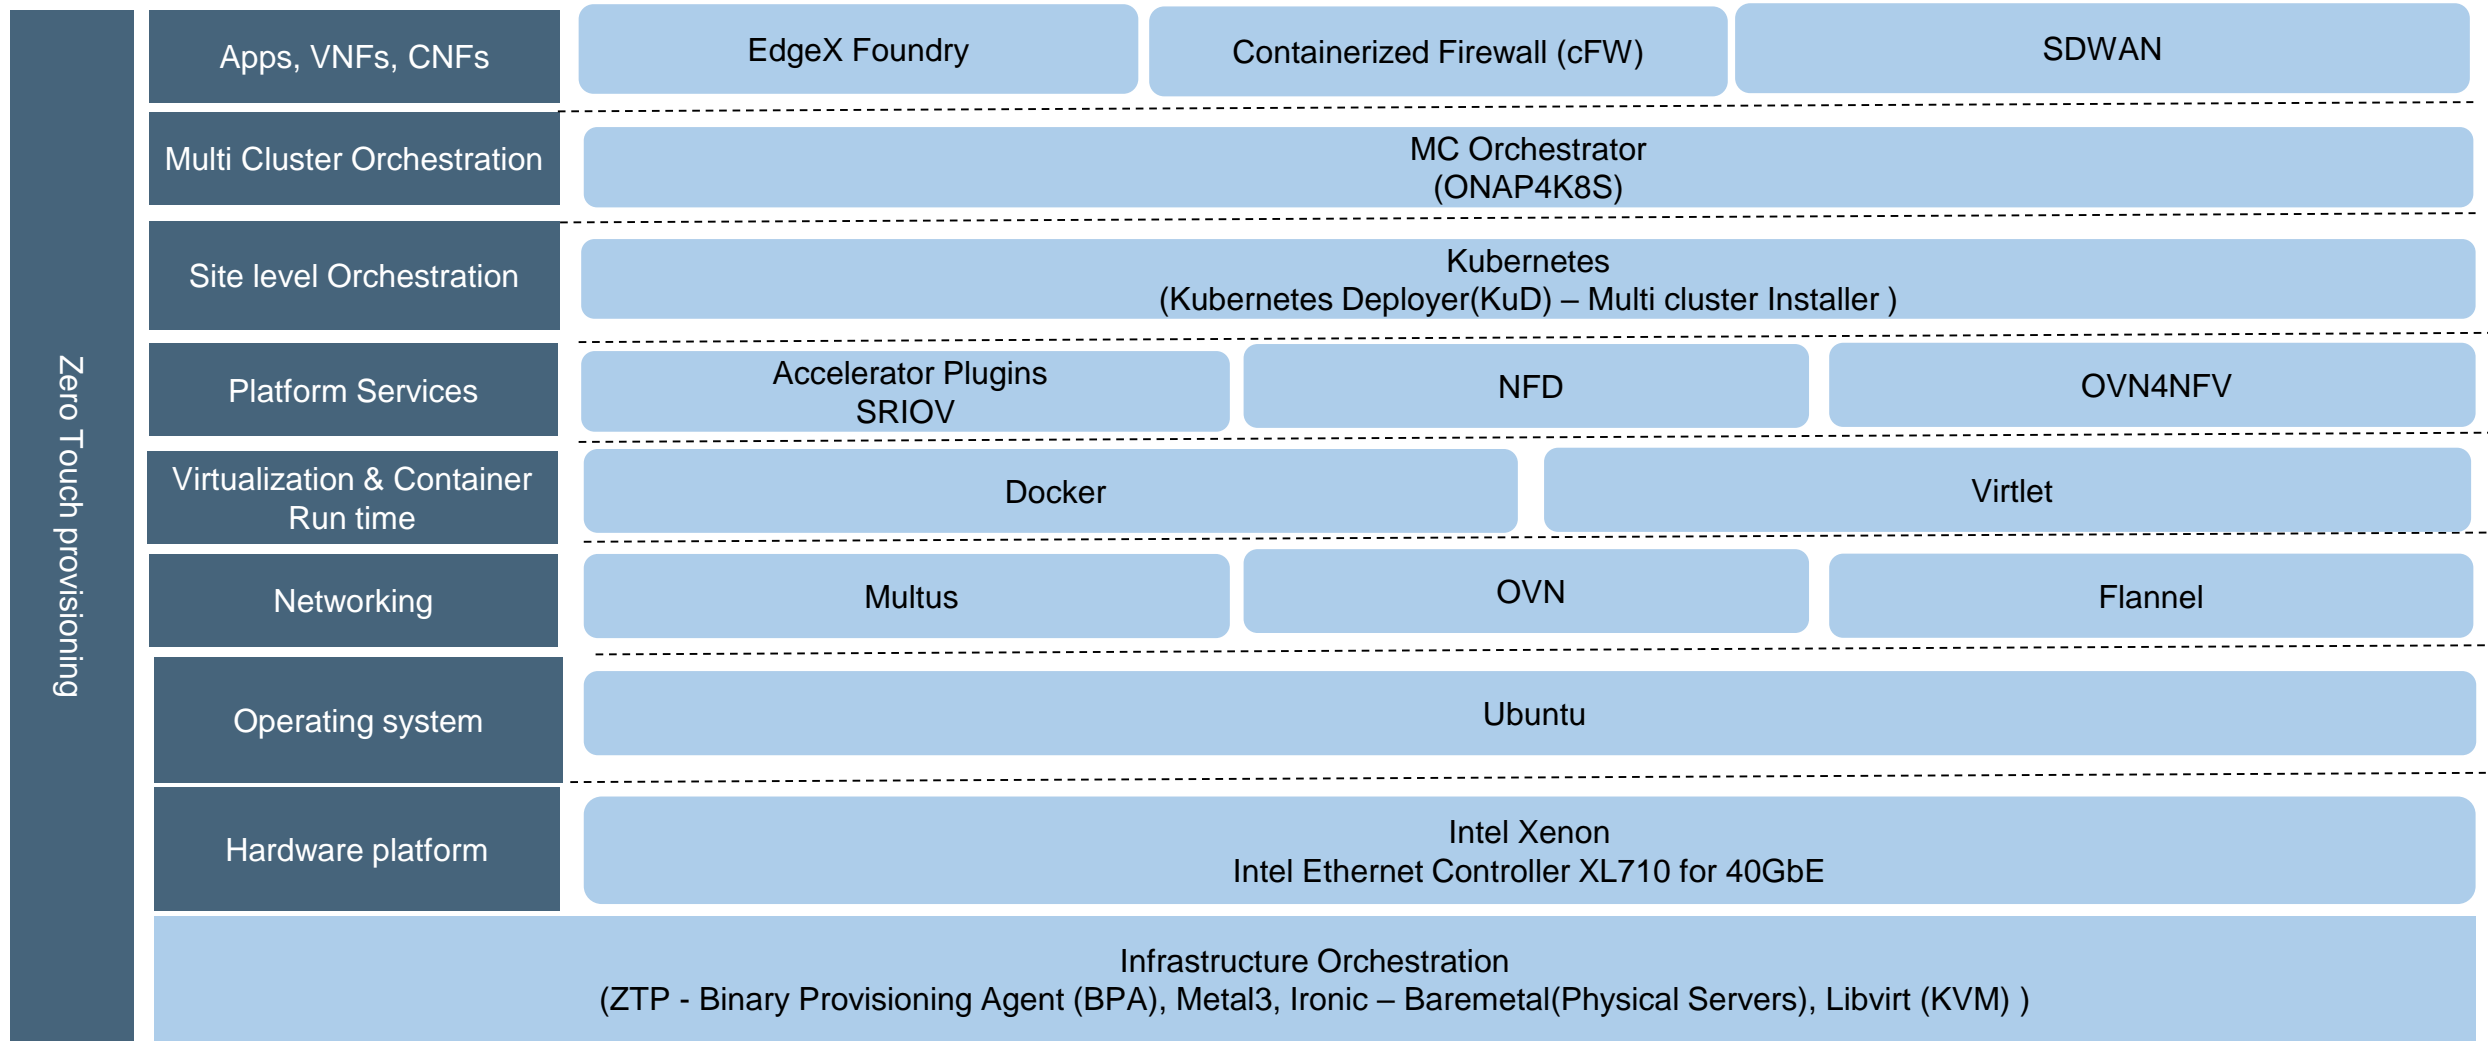 Zero Touch provisioning
Apps, VNFs, CNFs
EdgeX Foundry
Containerized Firewall (cFW)
SDWAN
Multi Cluster Orchestration
MC Orchestrator
(ONAP4K8S)
Site level Orchestration
Kubernetes
(Kubernetes Deployer(KuD) – Multi cluster Installer )
Platform Services
Accelerator Plugins
SRIOV
NFD
OVN4NFV
Virtualization & Container
Run time
Docker
Virtlet
Networking
Multus
OVN
Flannel
Operating system
Ubuntu
Hardware platform
Intel Xenon
Intel Ethernet Controller XL710 for 40GbE
Infrastructure Orchestration
(ZTP - Binary Provisioning Agent (BPA), Metal3, Ironic – Baremetal(Physical Servers), Libvirt (KVM) )